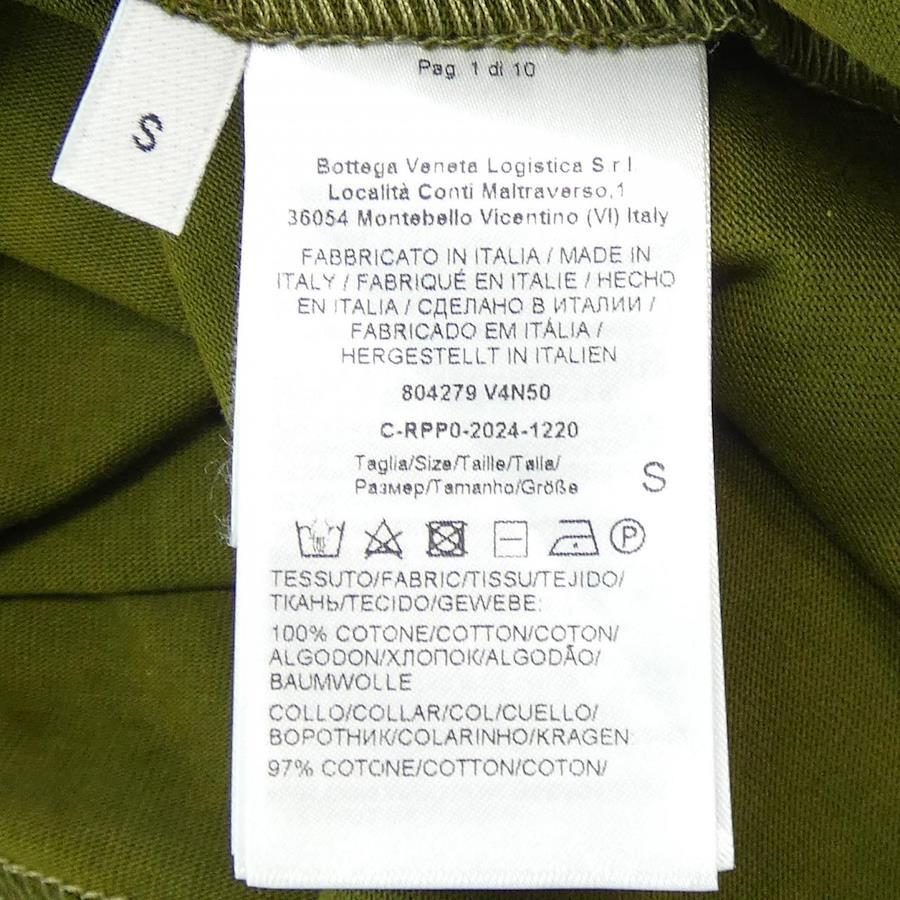 S
Pag 1 di 10
Bottega Veneta Logistica S r l
Località Conti Maltraverso,1
36054 Montebello Vicentino (VI) Italy
FABBRICATO IN ITALIA / MADE IN
ITALY / FABRIQUÉ EN ITALIE / HECHO
EN ITALIA / СДЕЛАНО В ИТАЛИИ /
FABRICADO EM ITÁLIA /
HERGESTELLT IN ITALIEN
804279 V4N50
C-RPP0-2024-1220
Taglia/Size/Taille/Talla/
Размер/Tamanho/Größe
S
P
TESSUTO/FABRIC/TISSU/TEJIDO/
ТКАНЬ/TECIDO/GEWEBE:
100% COTONE/COTTON/COTON/
ALGODON/ХЛОПОК/ALGODÃO/
BAUMWOLLE
COLLO/COLLAR/COL/CUELLO/
ВОРОТНИК/COLARINHO/KRAGEN:
97% COTONE/COTTON/COTON/